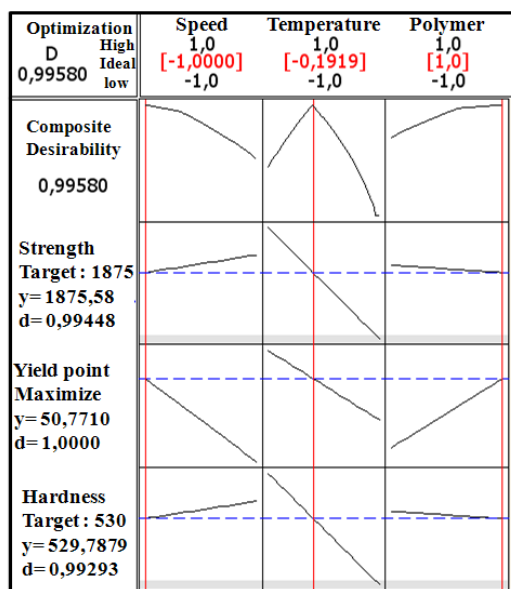 Optimization
D
0,99580
High
Ideal
low
Speed
1,0
[-1,0000]
-1,0
Temperature
1,0
[-0,1919]
-1,0
Polymer
1,0
[1,0]
-1,0
Composite
Desirability
0,99580
Strength
Target: 1875
y= 1875,58
d= 0,99448
Yield point
Maximize
y= 50,7710
d= 1,0000
Hardness
Target: 530
y= 529,7879
d= 0,99293